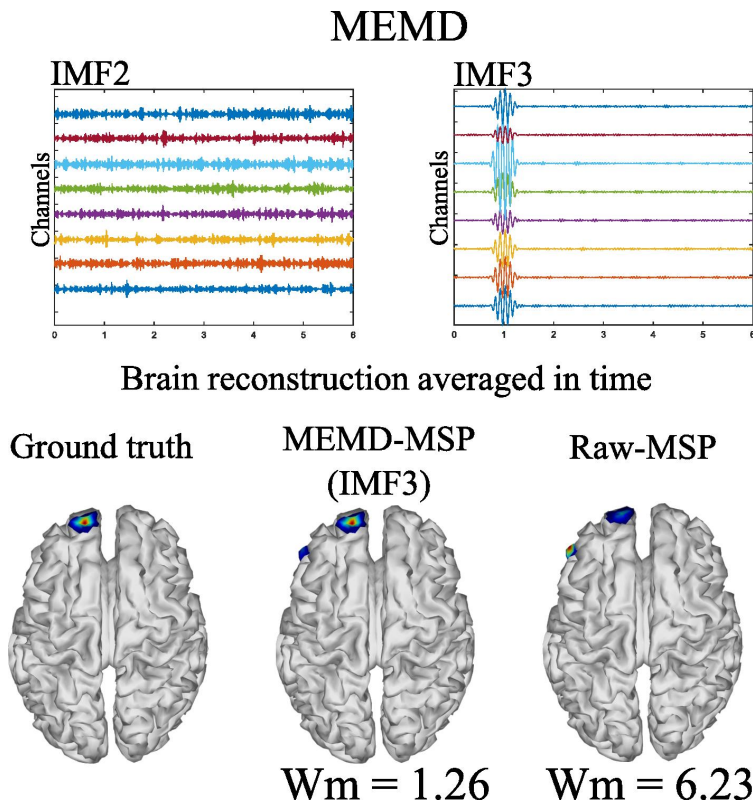 MEMD
IMF2
IMF3
Channels
Channels
0 1 2 3 4 5 6
0 1 2 3 4 5 6
Brain reconstruction averaged in time
Ground truth
MEMD-MSP
(IMF3)
Raw-MSP
Wm = 1.26
Wm = 6.23